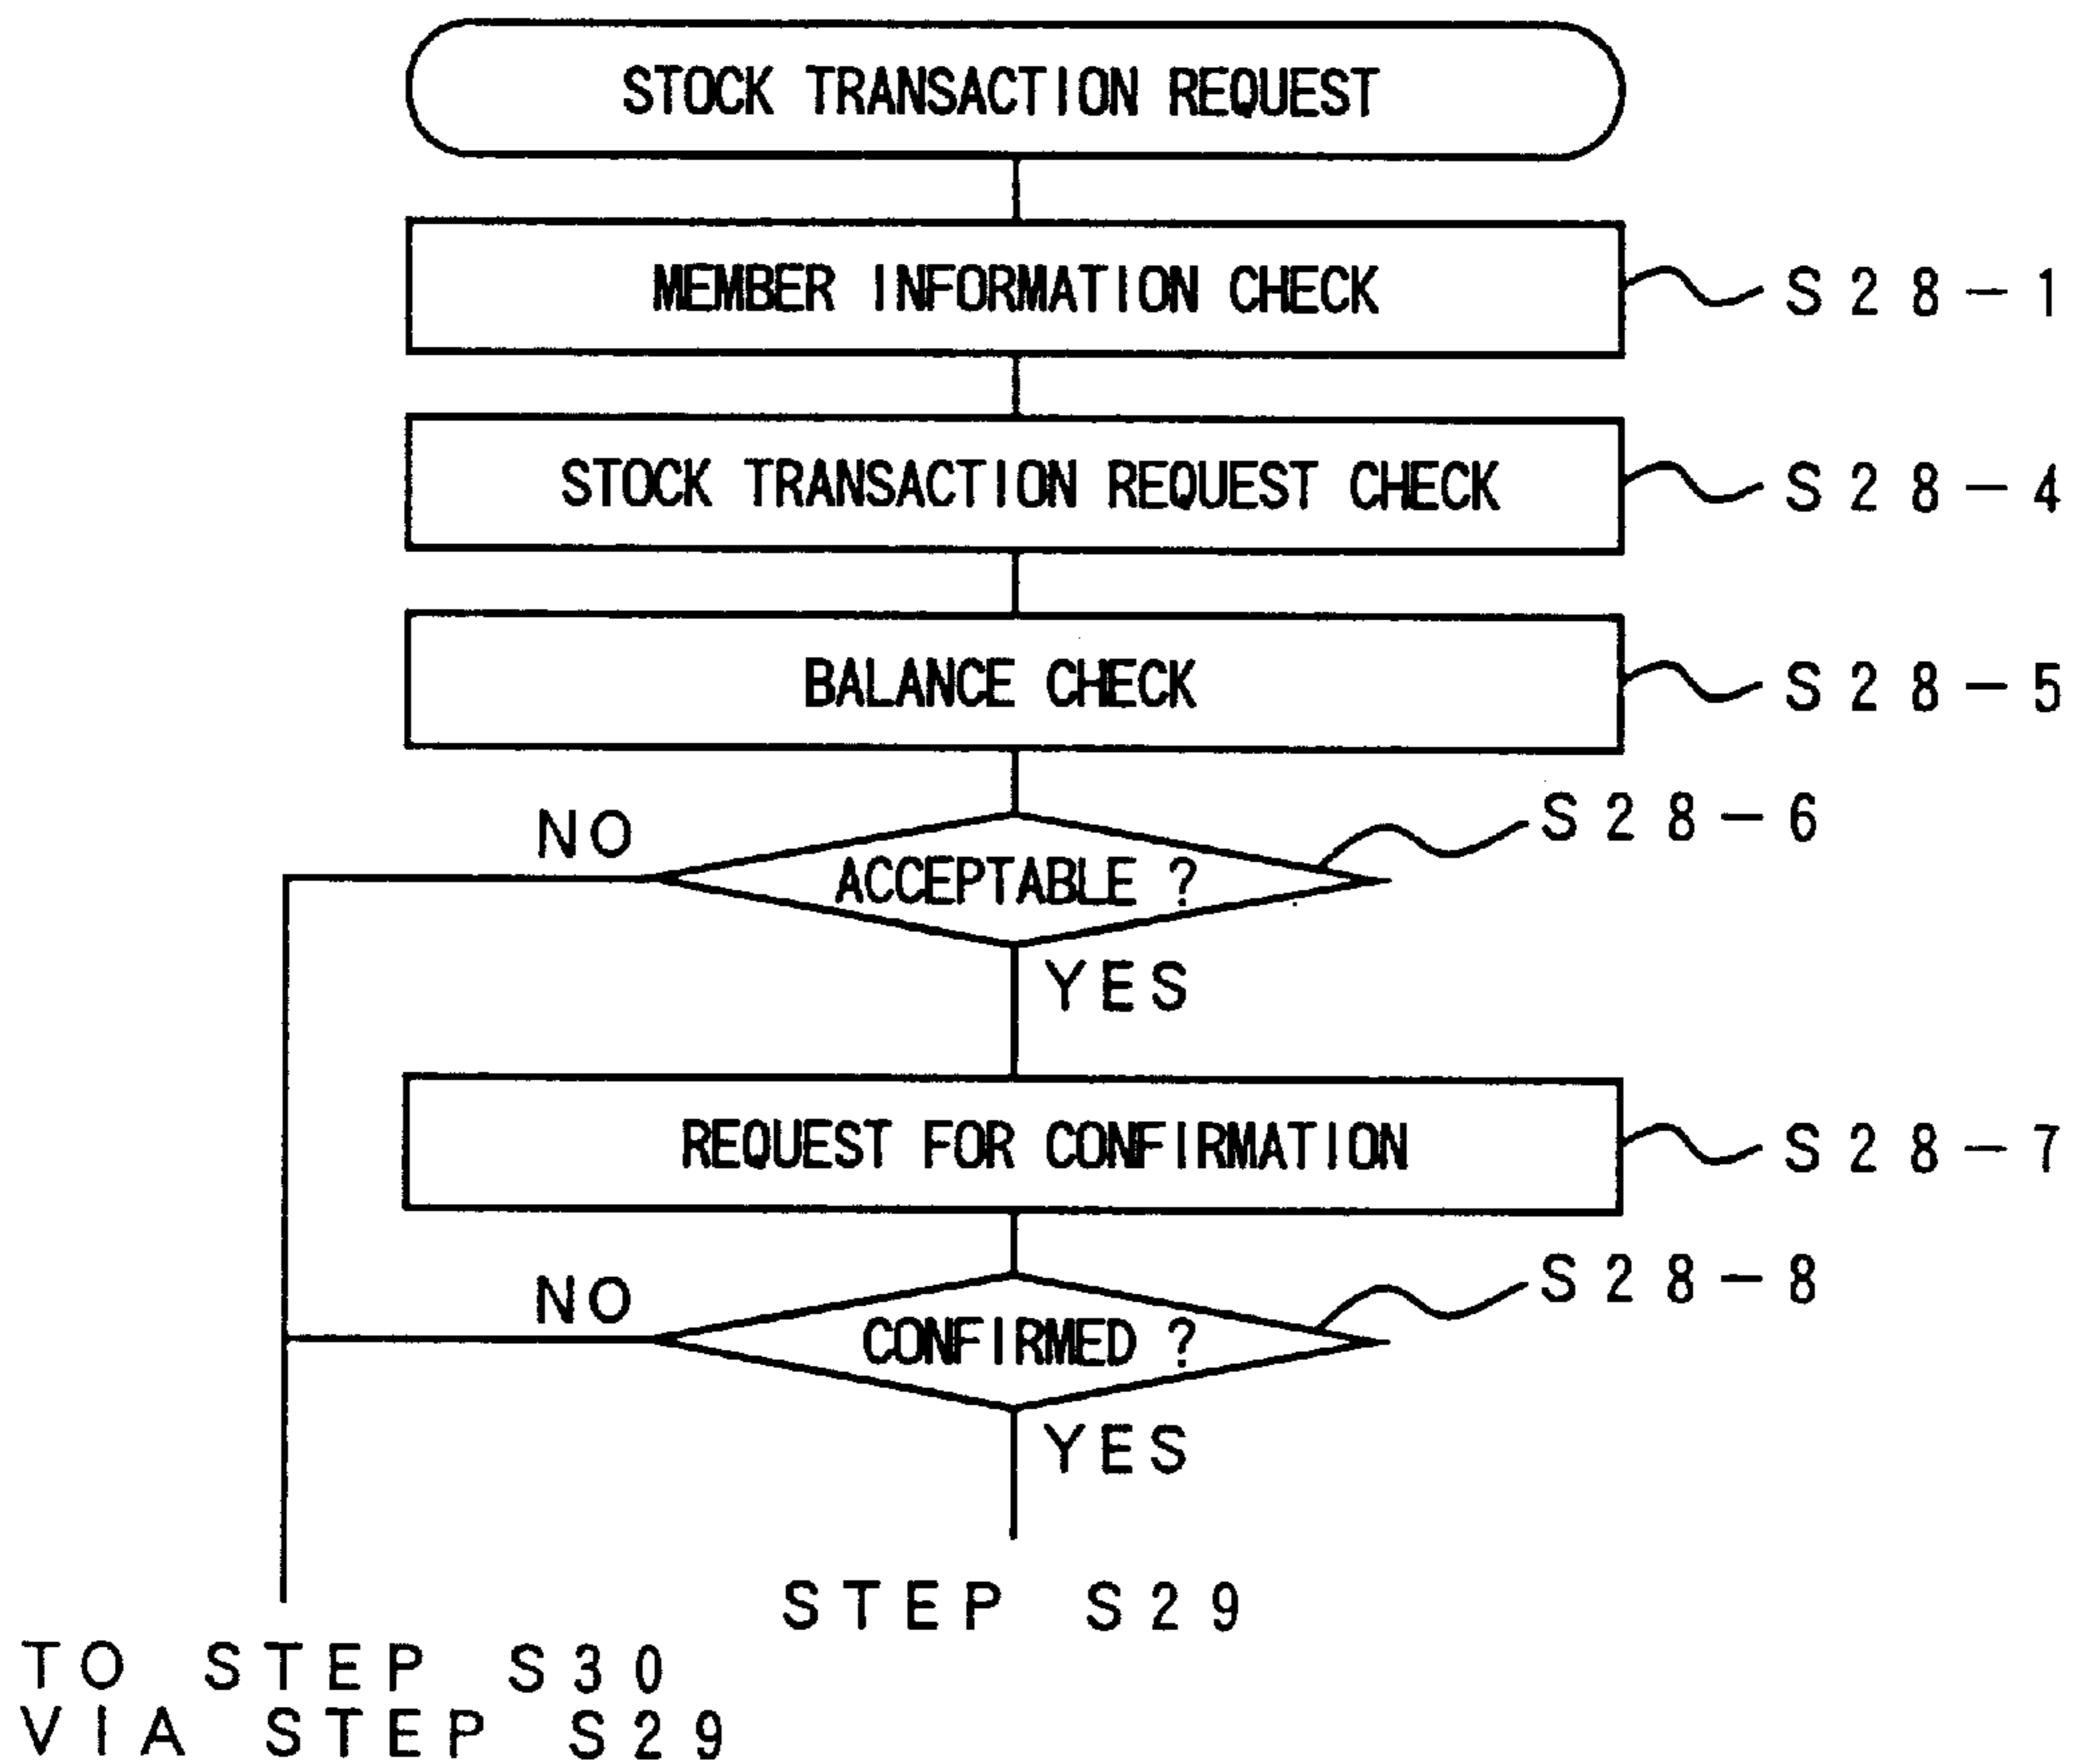 STOCK TRANSACTION REQUEST
MEMBER INFORMATION CHECK
S28-1
STOCK TRANSACTION REQUEST CHECK
S28-4
BALANCE CHECK
S28-5
NO
S28-6
ACCEPTABLE ?
YES
REQUEST FOR CONFIRMATION
S28-7
NO
S28-8
CONFIRMED ?
YES
STEP S29
TO STEP S30
VIA STEP S29